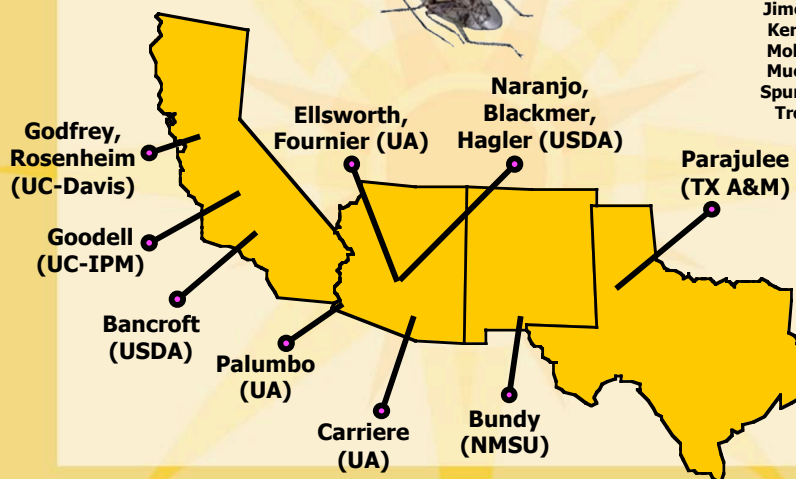 Godfrey,
Rosenheim
(UC-Davis)
Ellsworth,
Fournier (UA)
Naranjo,
Blackmer,
Hagler (USDA)
Parajulee
(TX A&M)
Goodell
(UC-IPM)
Bancroft
(USDA)
Palumbo
(UA)
Carriere
(UA)
Bundy
(NMSU)